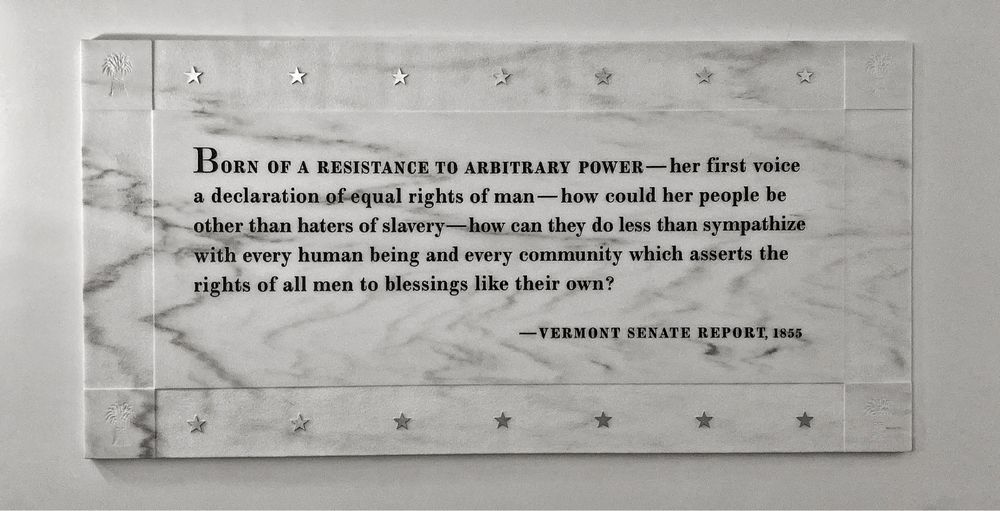 BORN OF A RESISTANCE TO ARBITRARY POWER—her first voice
a declaration of equal rights of man—how could her people be
other than haters of slavery—how can they do less than sympathize
with every human being and every community which asserts the
rights of all men to blessings like their own?
—VERMONT SENATE REPORT, 1855